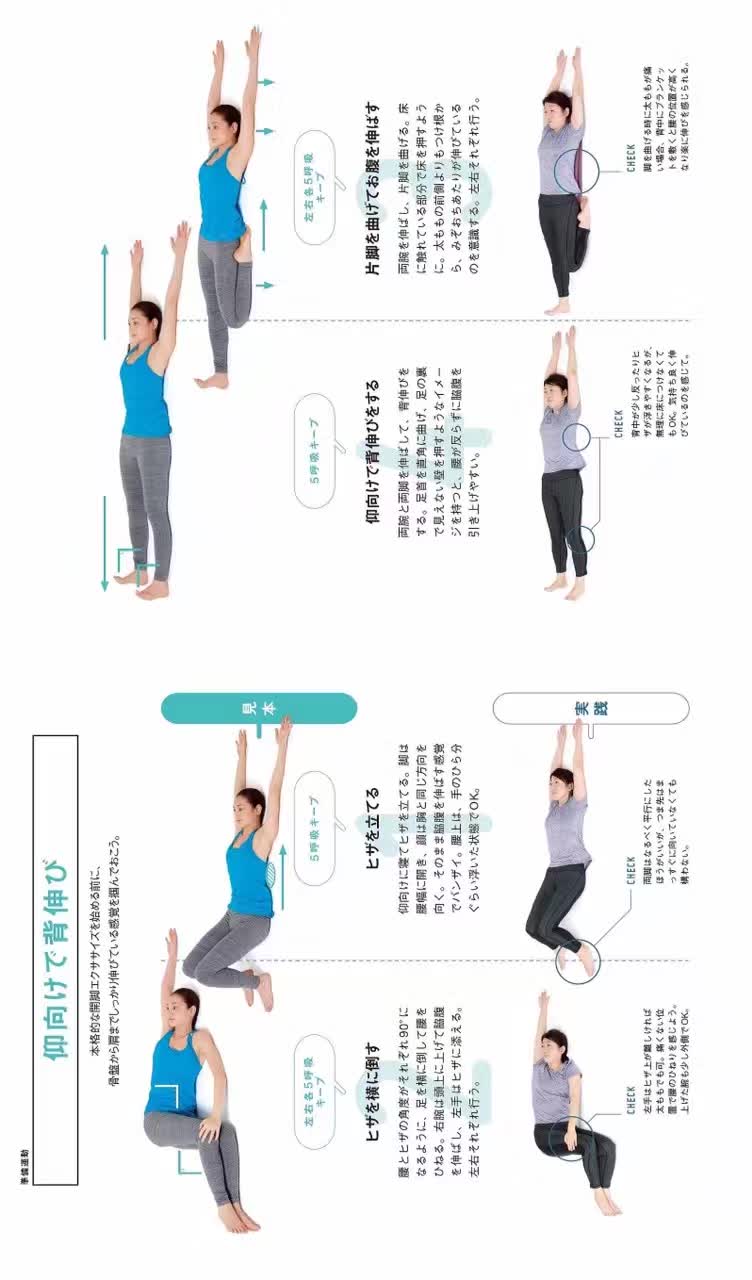 準備運動
仰向けで背伸び
本格的な開脚エクササイズを始める前に、
骨盤から肩までしっかり伸びている感覚を掴んでおこう。
左右各5呼吸
キープ
ヒザを横に倒す
腰とヒザの角度がそれぞれ90°に
なるように、足を横に倒して腰を
ひねる。右腕は頭上に上げて脇腹
を伸ばし、左手はヒザに添える。
左右それぞれ行う。
CHECK
左手はヒザ上が難しければ
太ももでも可。痛くない位
置で腰のひねりを感じよう。
上げた腕も少し外側でOK。
見本
5呼吸キープ
ヒザを立てる
仰向けに寝てヒザを立てる。脚は
腰幅に開き、顔は胸と同じ方向を
向く。そのまま脇腹を伸ばす感覚
でバンザイ。腰上は、手のひら分
ぐらい浮いた状態でOK。
実践
CHECK
両脚はなるべく平行にした
ほうがいいが、つま先はま
っすぐに向いていなくても
構わない。
5呼吸キープ
仰向けで背伸びをする
両腕と両脚を伸ばして、背伸びを
する。足首を直角に曲げ、足の裏
で見えない壁を押すようなイメー
ジを持つと、腰が反らずに脇腹を
引き上げやすい。
CHECK
背中が少し反ったりヒ
ザが浮きやすくなるが、
無理に床につけなくて
もOK。気持ち良く伸
びているのを感じて。
左右各5呼吸
キープ
片脚を曲げてお腹を伸ばす
両腕を伸ばし、片脚を曲げる。床
に触れている部分で床を押すよう
に。太ももの前側よりもつけ根か
ら、みぞおちあたりが伸びている
のを意識する。左右それぞれ行う。
CHECK
脚を曲げる時に太ももが痛
い場合、背中にブランケッ
トを敷くと腰の位置が高く
なり楽に伸びを感じられる。